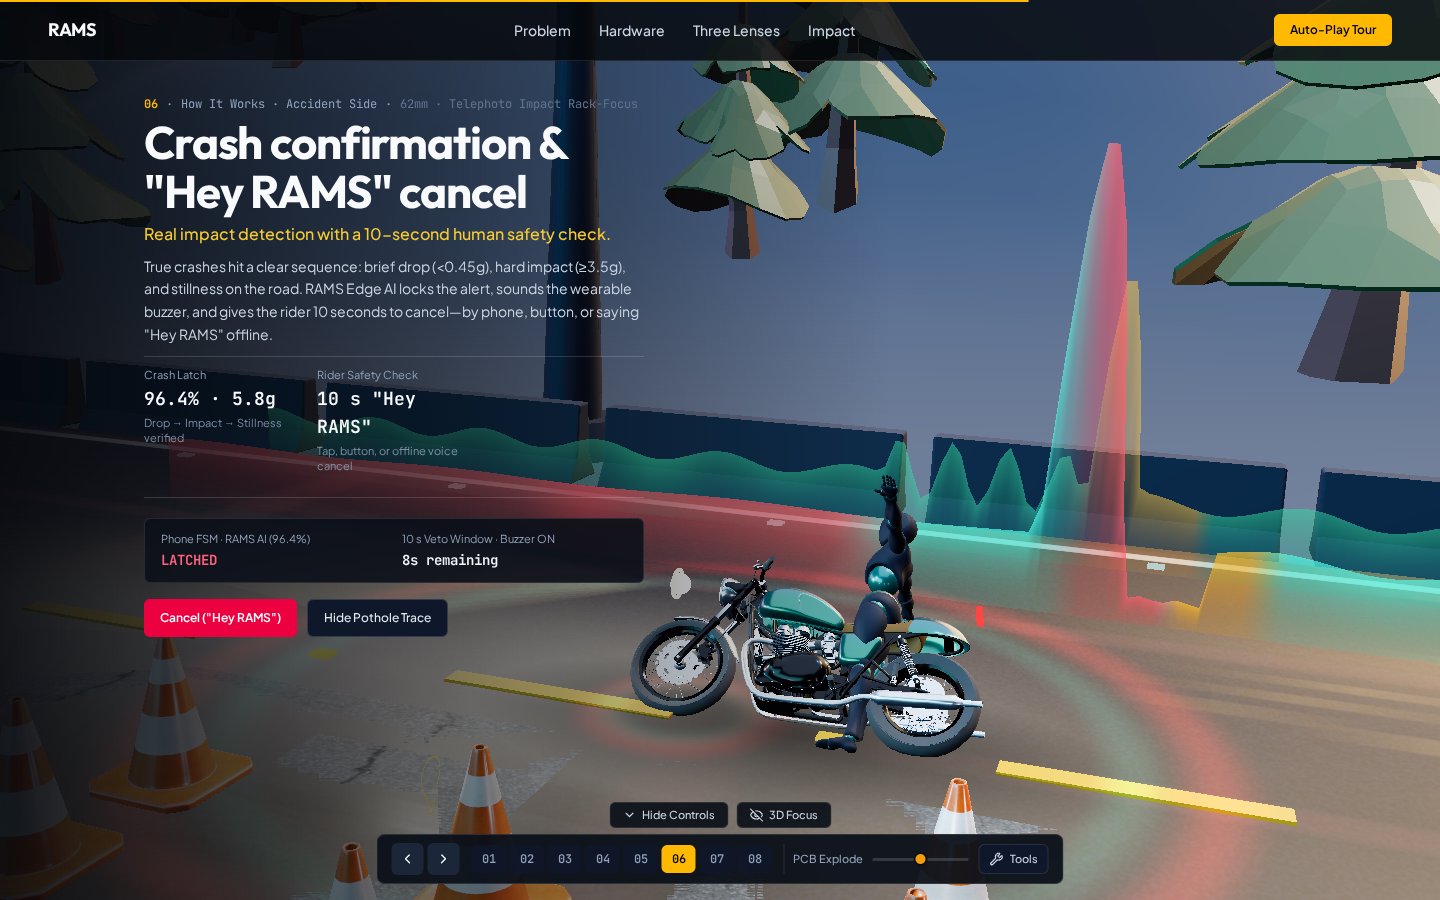 RAMS
Problem
Hardware
Three Lenses
Impact
Auto-Play Tour
06 · How It Works · Accident Side · 62mm · Telephoto Impact Rack-Focus
Crash confirmation &
"Hey RAMS" cancel
Real impact detection with a 10-second human safety check.
True crashes hit a clear sequence: brief drop (<0.45g), hard impact (≥3.5g),
and stillness on the road. RAMS Edge AI locks the alert, sounds the wearable
buzzer, and gives the rider 10 seconds to cancel—by phone, button, or saying
"Hey RAMS" offline.
Crash Latch
96.4% · 5.8g
Drop → Impact → Stillness
verified
Rider Safety Check
10 s "Hey
RAMS"
Tap, button, or offline voice
cancel
Phone FSM · RAMS AI (96.4%)
LATCHED
10 s Veto Window · Buzzer ON
8s remaining
Cancel ("Hey RAMS")
Hide Pothole Trace
Hide Controls
3D Focus
01
02
03
04
05
06
07
08
PCB Explode
Tools